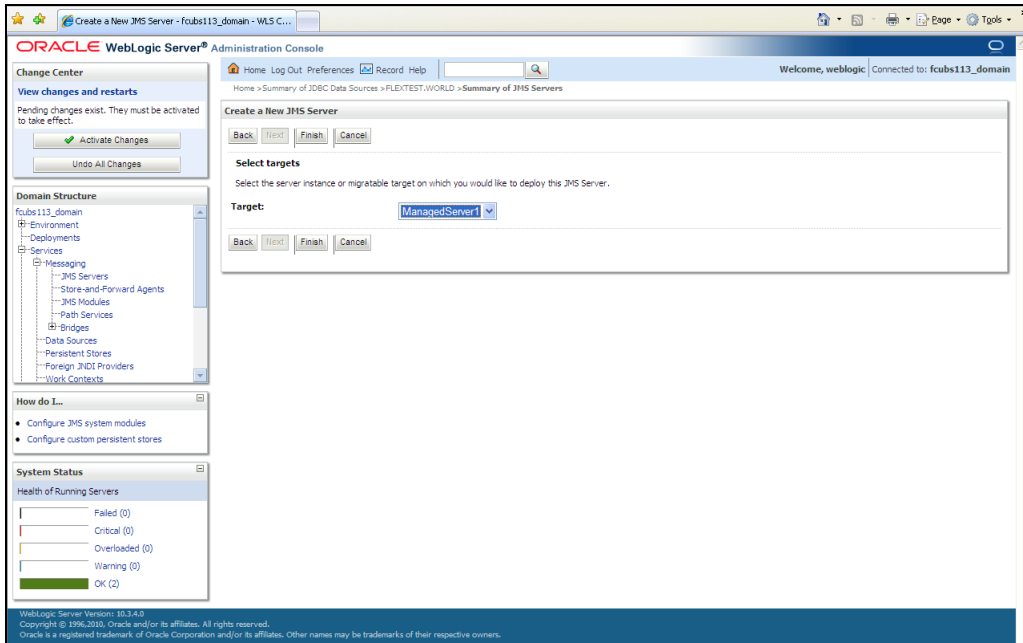 Create a New JMS Server - fcubs113_domain - WLS C...
Page
Tools
ORACLE WebLogic Server® Administration Console
Change Center
View changes and restarts
Pending changes exist. They must be activated
to take effect.
Activate Changes
Undo All Changes
Domain Structure
fcubs113_domain
Environment
Deployments
Services
Messaging
JMS Servers
Store-and-Forward Agents
JMS Modules
Path Services
Bridges
Data Sources
Persistent Stores
Foreign JNDI Providers
Work Contexts
How do I...
Configure JMS system modules
Configure custom persistent stores
System Status
Health of Running Servers
Failed (0)
Critical (0)
Overloaded (0)
Warning (0)
OK (2)
Home Log Out Preferences Record Help
Welcome, weblogic Connected to: fcubs113_domain
Home >Summary of JDBC Data Sources >FLEXTEST.WORLD >Summary of JMS Servers
Create a New JMS Server
Back Next Finish Cancel
Select targets
Select the server instance or migratable target on which you would like to deploy this JMS Server.
Target: ManagedServer1
Back Next Finish Cancel
WebLogic Server Version: 10.3.4.0
Copyright © 1996,2010, Oracle and/or its affiliates. All rights reserved.
Oracle is a registered trademark of Oracle Corporation and/or its affiliates. Other names may be trademarks of their respective owners.